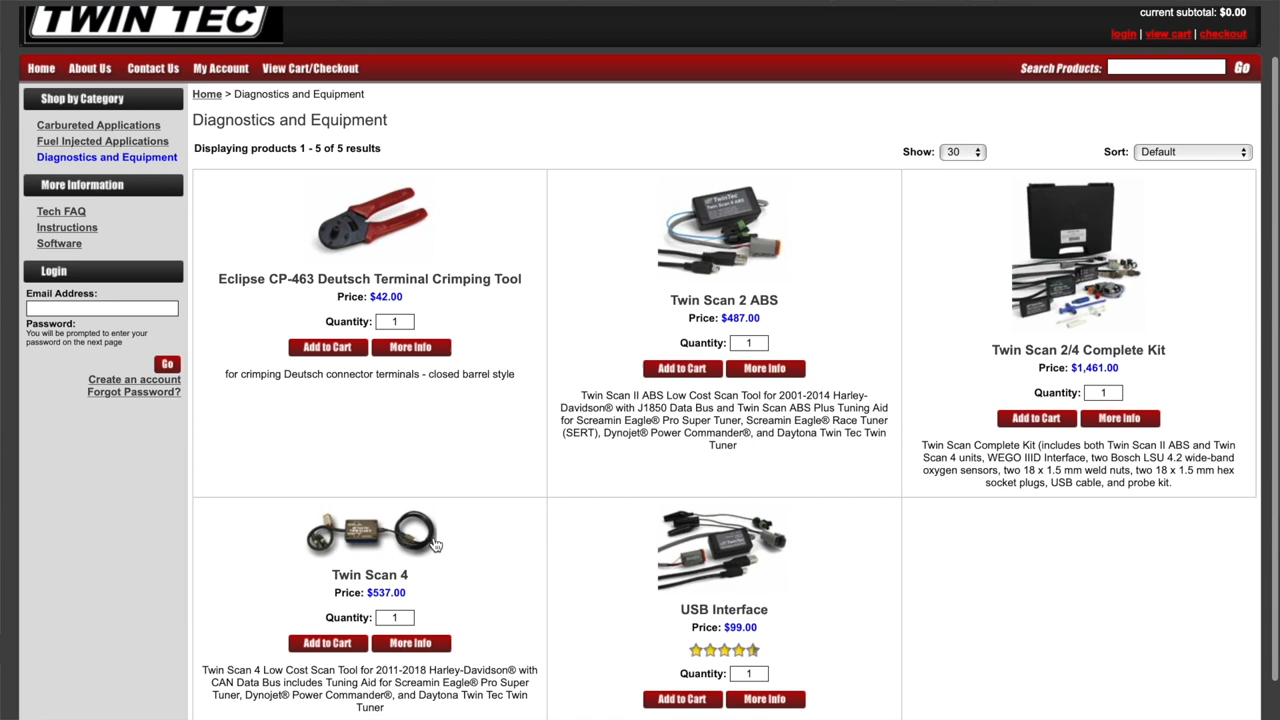 TWIN TEC
current subtotal: $0.00
login | view cart | checkout
Home About Us Contact Us My Account View Cart/Checkout
Search Products: Go
Shop by Category
Carbureted Applications
Fuel Injected Applications
Diagnostics and Equipment
More Information
Tech FAQ
Instructions
Software
Login
Email Address:
Password:
You will be prompted to enter your
password on the next page
Go
Create an account
Forgot Password?
Home > Diagnostics and Equipment
Diagnostics and Equipment
Displaying products 1 - 5 of 5 results
Show: 30
Sort: Default
Eclipse CP-463 Deutsch Terminal Crimping Tool
Price: $42.00
Quantity: 1
Add to Cart More Info
for crimping Deutsch connector terminals - closed barrel style
Twin Scan 2 ABS
Price: $487.00
Quantity: 1
Add to Cart More Info
Twin Scan II ABS Low Cost Scan Tool for 2001-2014 Harley-
Davidson® with J1850 Data Bus and Twin Scan ABS Plus Tuning Aid
for Screamin Eagle® Pro Super Tuner, Screamin Eagle® Race Tuner
(SERT), Dynojet® Power Commander®, and Daytona Twin Tec Twin
Tuner
Twin Scan 2/4 Complete Kit
Price: $1,461.00
Quantity: 1
Add to Cart More Info
Twin Scan Complete Kit (includes both Twin Scan II ABS and Twin
Scan 4 units, WEGO IIID Interface, two Bosch LSU 4.2 wide-band
oxygen sensors, two 18 x 1.5 mm weld nuts, two 18 x 1.5 mm hex
socket plugs, USB cable, and probe kit.
Twin Scan 4
Price: $537.00
Quantity: 1
Add to Cart More Info
Twin Scan 4 Low Cost Scan Tool for 2011-2018 Harley-Davidson® with
CAN Data Bus includes Tuning Aid for Screamin Eagle® Pro Super
Tuner, Dynojet® Power Commander®, and Daytona Twin Tec Twin
Tuner
TwinTec
USB Interface
Price: $99.00
Quantity: 1
Add to Cart More Info